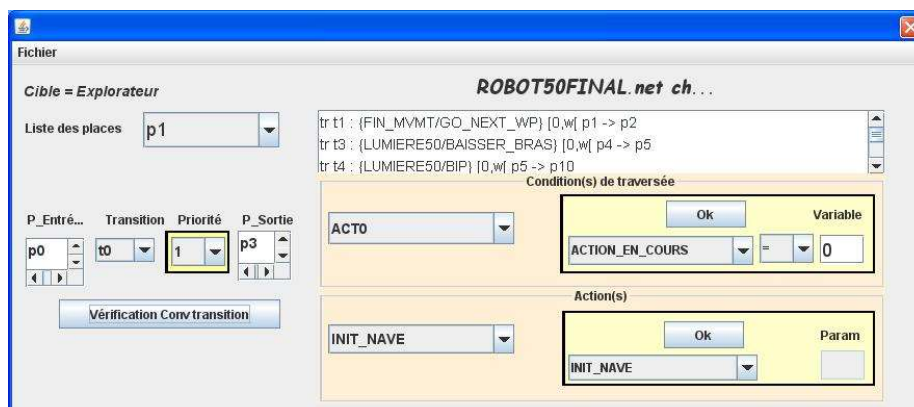 Fichier
Cible = Explorateur
ROBOT50FINAL.net ch...
Liste des places
p1
tr t1 : {FIN_MVMT/GO_NEXT_WP} [0,w[ p1 -> p2
tr t3 : {LUMIERE50/BAISSER_BRAS} [0,w[ p4 -> p5
tr t4 : {LUMIERE50/BIP} [0,w[ p5 -> p10
Condition(s) de traversée
P_Entré... Transition Priorité P_Sortie
p0 t0 1 p3
ACT0
Ok Variable
ACTION_EN_COURS = 0
Vérification Conv transition
Action(s)
INIT_NAVE
Ok Param
INIT_NAVE